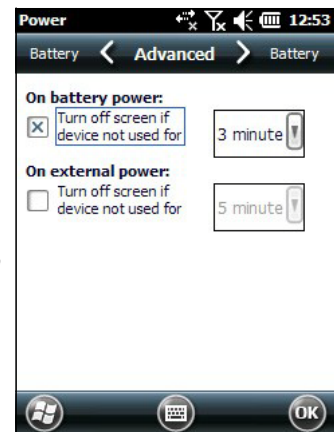 Power 12:53
Battery Advanced Battery
On battery power:
Turn off screen if
device not used for
3 minute
On external power:
Turn off screen if
device not used for
5 minute
OK